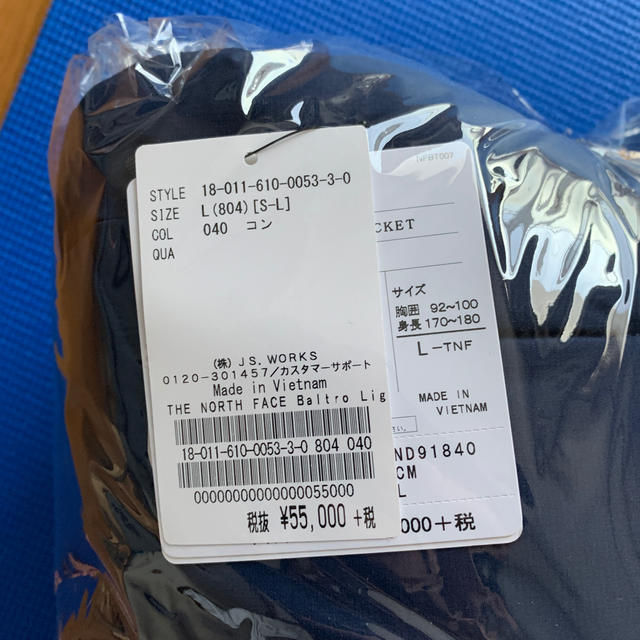 STYLE 18-011-610-0053-3-0
SIZE L(804)[S-L]
COL 040 コン
QUA
(株) JS. WORKS
0120-301457/カスタマーサポート
Made in Vietnam
THE NORTH FACE Baltro Lig
18-011-610-0053-3-0 804 040
税抜 ¥55,000 +税
NFBT007
CKET
サイズ
胸囲 92~100
身長 170~180
L-TNF
MADE IN
VIETNAM
さい。
ND91840
CM
L
,000+税